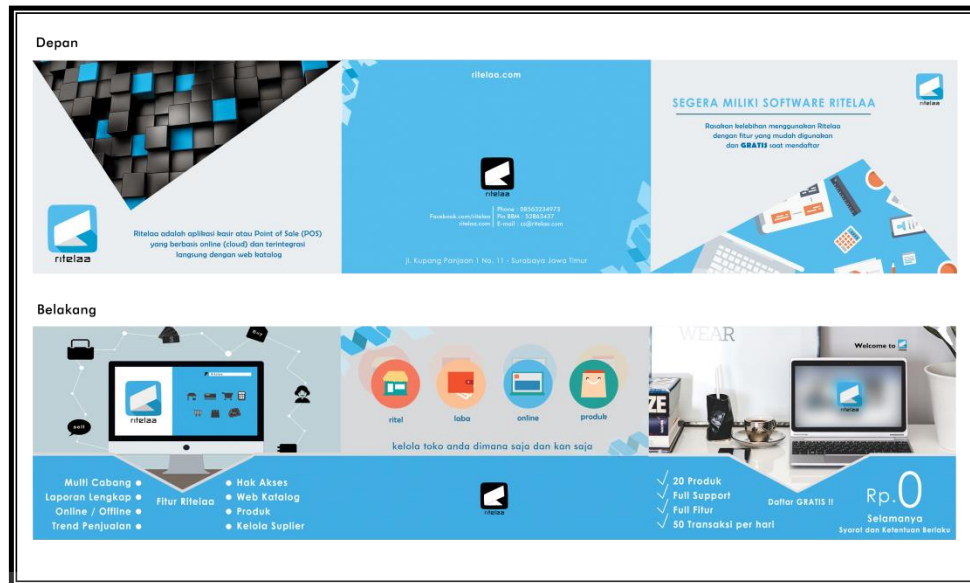 Depan
ritelaa
Ritelaa adalah aplikasi kasir atau Point of Sale (POS)
yang berbasis online (cloud) dan terintegrasi
langsung dengan web katalog
ritelaa.com
ritelaa
Facebook.com/ritelaa
ritelaa.com
Phone : 08563234973
Pin BBM : 52B63437
E-mail : cs@ritelaa.com
jl. Kupang Panjaan 1 No. 11 - Surabaya Jawa Timur
ritelaa
SEGERA MILIKI SOFTWARE RITELAA
Rasakan kelebihan menggunakan Ritelaa
dengan fitur yang mudah digunakan
dan GRATIS saat mendaftar
Belakang
ritelaa
Multi Cabang
Laporan Lengkap
Online / Offline
Trend Penjualan
Fitur Ritelaa
Hak Akses
Web Katalog
Produk
Kelola Suplier
ritel
laba
online
produk
kelola toko anda dimana saja dan kan saja
ritelaa
WEAR
Welcome to
ritelaa
20 Produk
Full Support
Full Fitur
50 Transaksi per hari
Daftar GRATIS !!
Rp.0
Selamanya
Syarat dan Ketentuan Berlaku